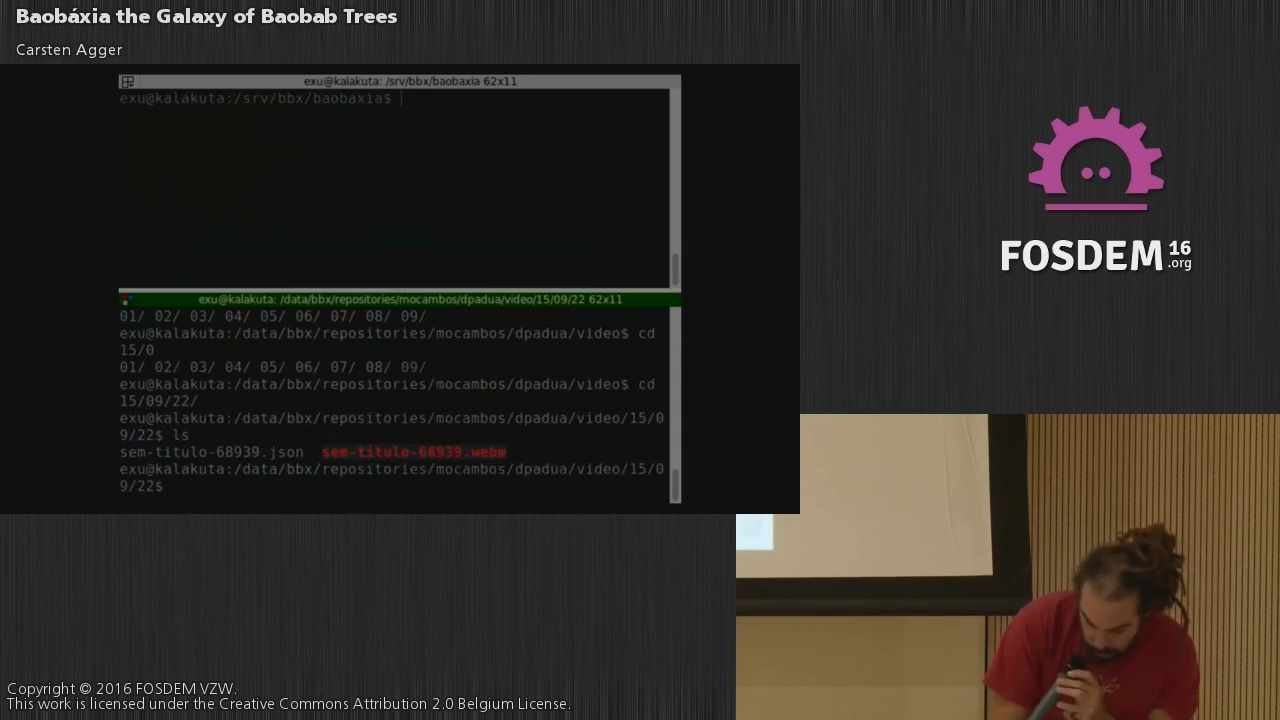 Baobáxia the Galaxy of Baobab Trees
Carsten Agger
exu@kalakuta: /srv/bbx/baobaxia 62x11
exu@kalakuta:/srv/bbx/baobaxia$
exu@kalakuta: /data/bbx/repositories/mocambos/dpadua/video/15/09/22 62x11
01/ 02/ 03/ 04/ 05/ 06/ 07/ 08/ 09/
exu@kalakuta:/data/bbx/repositories/mocambos/dpadua/video$ cd
15/0
01/ 02/ 03/ 04/ 05/ 06/ 07/ 08/ 09/
exu@kalakuta:/data/bbx/repositories/mocambos/dpadua/video$ cd
15/09/22/
exu@kalakuta:/data/bbx/repositories/mocambos/dpadua/video/15/0
9/22$ ls
sem-titulo-68939.json sem-titulo-68939.webm
exu@kalakuta:/data/bbx/repositories/mocambos/dpadua/video/15/0
9/22$
FOSDEM 16
.org
Copyright © 2016 FOSDEM VZW.
This work is licensed under the Creative Commons Attribution 2.0 Belgium License.